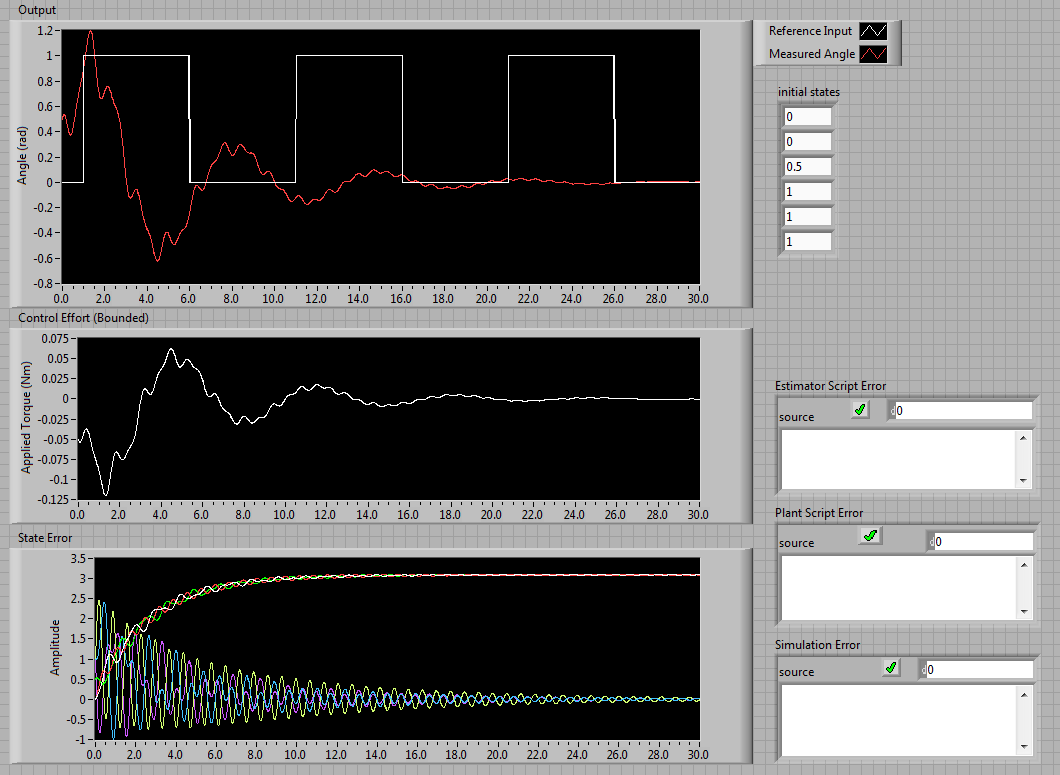 Output
Reference Input
Measured Angle
Angle (rad)
1.2
1
0.8
0.6
0.4
0.2
0
-0.2
-0.4
-0.6
-0.8
0.0 2.0 4.0 6.0 8.0 10.0 12.0 14.0 16.0 18.0 20.0 22.0 24.0 26.0 28.0 30.0
initial states
0
0
0.5
1
1
1
Control Effort (Bounded)
Applied Torque (Nm)
0.075
0.05
0.025
0
-0.025
-0.05
-0.075
-0.1
-0.125
0.0 2.0 4.0 6.0 8.0 10.0 12.0 14.0 16.0 18.0 20.0 22.0 24.0 26.0 28.0 30.0
State Error
Amplitude
3.5
3
2.5
2
1.5
1
0.5
0
-0.5
-1
0.0 2.0 4.0 6.0 8.0 10.0 12.0 14.0 16.0 18.0 20.0 22.0 24.0 26.0 28.0 30.0
Estimator Script Error
source d0
Plant Script Error
source d0
Simulation Error
source d0